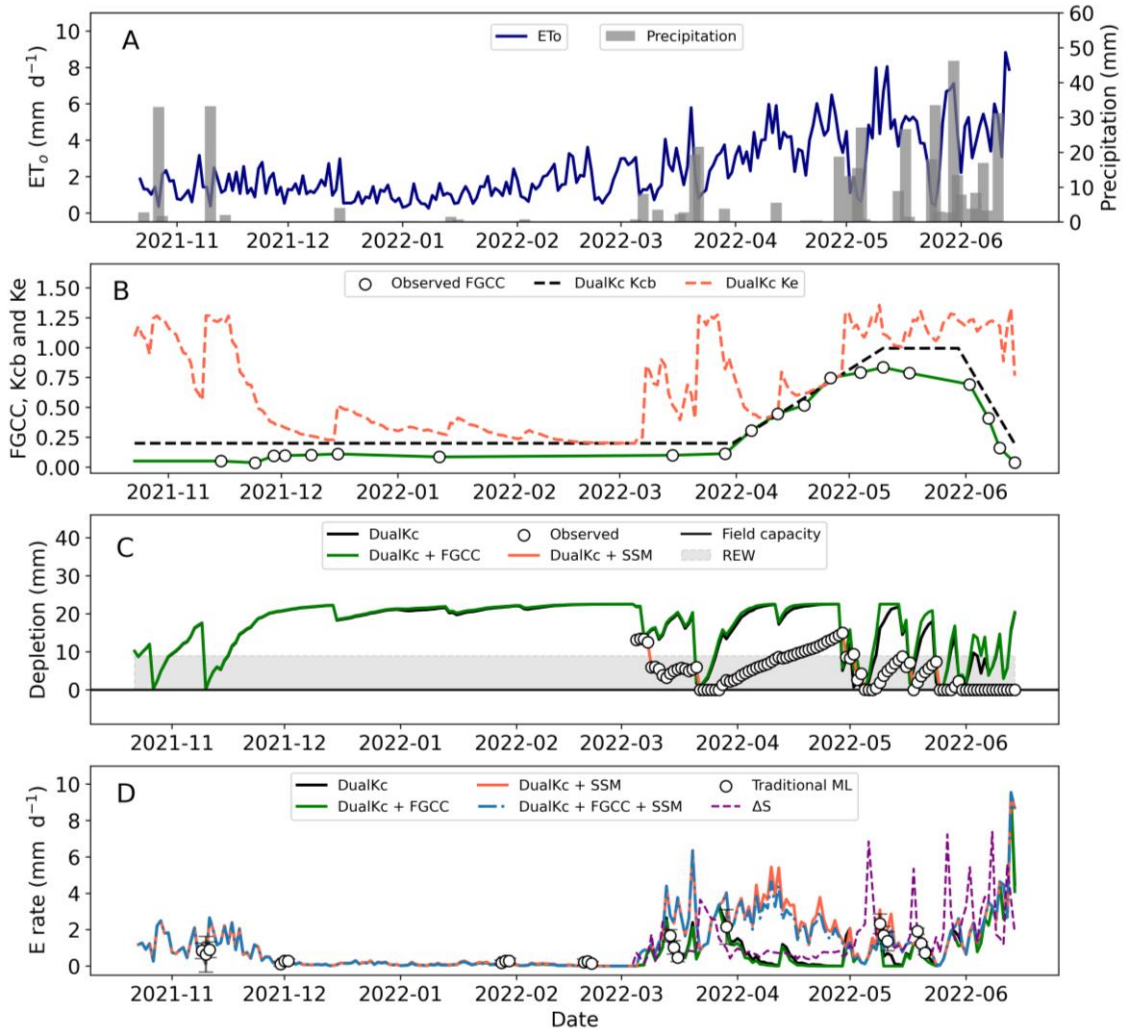 A
ETo
Precipitation
ET_o (mm d⁻¹)
10
8
6
4
2
0
Precipitation (mm)
60
50
40
30
20
10
0
2021-11 2021-12 2022-01 2022-02 2022-03 2022-04 2022-05 2022-06
B
Observed FGCC
DualKc Kcb
DualKc Ke
FGCC, Kcb and Ke
1.50
1.25
1.00
0.75
0.50
0.25
0.00
2021-11 2021-12 2022-01 2022-02 2022-03 2022-04 2022-05 2022-06
C
DualKc
Observed
Field capacity
DualKc + FGCC
DualKc + SSM
REW
Depletion (mm)
40
30
20
10
0
2021-11 2021-12 2022-01 2022-02 2022-03 2022-04 2022-05 2022-06
D
DualKc
DualKc + SSM
Traditional ML
DualKc + FGCC
DualKc + FGCC + SSM
ΔS
E rate (mm d⁻¹)
10
8
6
4
2
0
2021-11 2021-12 2022-01 2022-02 2022-03 2022-04 2022-05 2022-06
Date